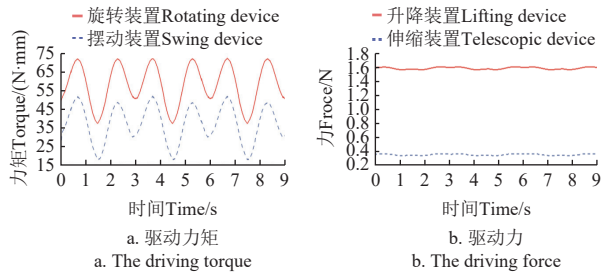 旋转装置Rotating device
摆动装置Swing device
力矩Torque/(N·mm)
75
65
55
45
35
25
15
0 1 2 3 4 5 6 7 8 9
时间Time/s
a. 驱动力矩
a. The driving torque
升降装置Lifting device
伸缩装置Telescopic device
力Froce/N
1.8
1.6
1.4
1.2
1.0
0.8
0.6
0.4
0.2
0 1 2 3 4 5 6 7 8 9
时间Time/s
b. 驱动力
b. The driving force